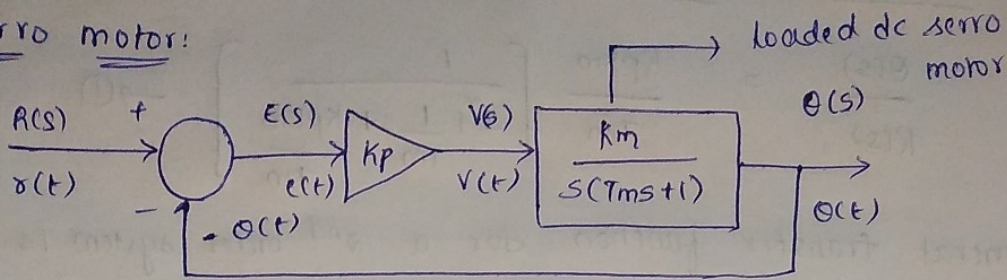 rro motor:
loaded dc servo
motor
R(s) + E(s) V(s) θ(s)
Kp
Km
S(Tms+1)
r(t) e(t) V(t) θ(t)
- θ(t)